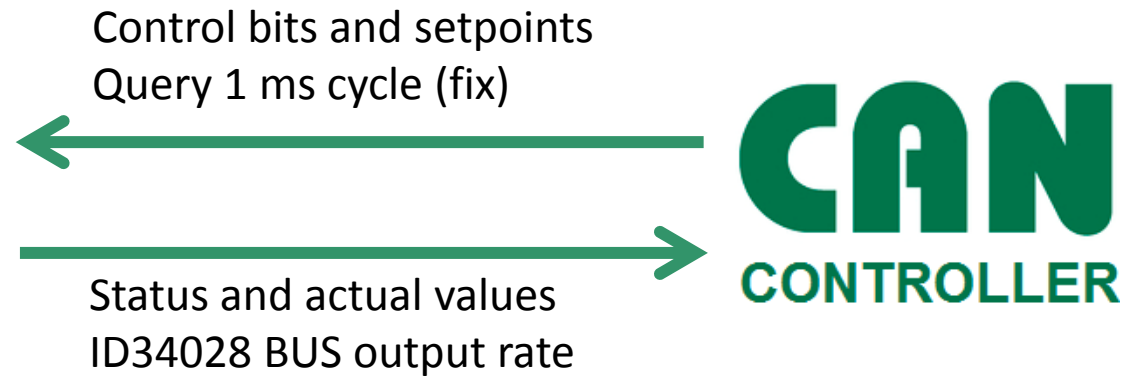 Control bits and setpoints
Query 1 ms cycle (fix)
CAN
CONTROLLER
Status and actual values
ID34028 BUS output rate